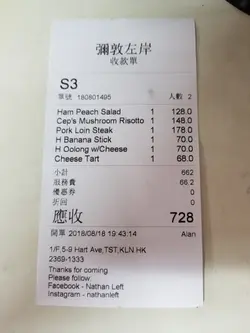 彌敦左岸
收款單
S3
單號 180801495 人數 2
Ham Peach Salad 1 128.0
Cep's Mushroom Risotto 1 148.0
Pork Loin Steak 1 178.0
H Banana Stick 1 70.0
H Oolong w/Cheese 1 70.0
Cheese Tart 1 68.0
小計 662
服務費 66.2
優惠券 0
折回 0
應收 728
開單 2018/08/18 19:43:14 Alan
1/F,5-9 Hart Ave,TST,KLN HK
2369-1333
Thanks for coming
Please follow
Facebook - Nathan Left
Instagram - nathanleft